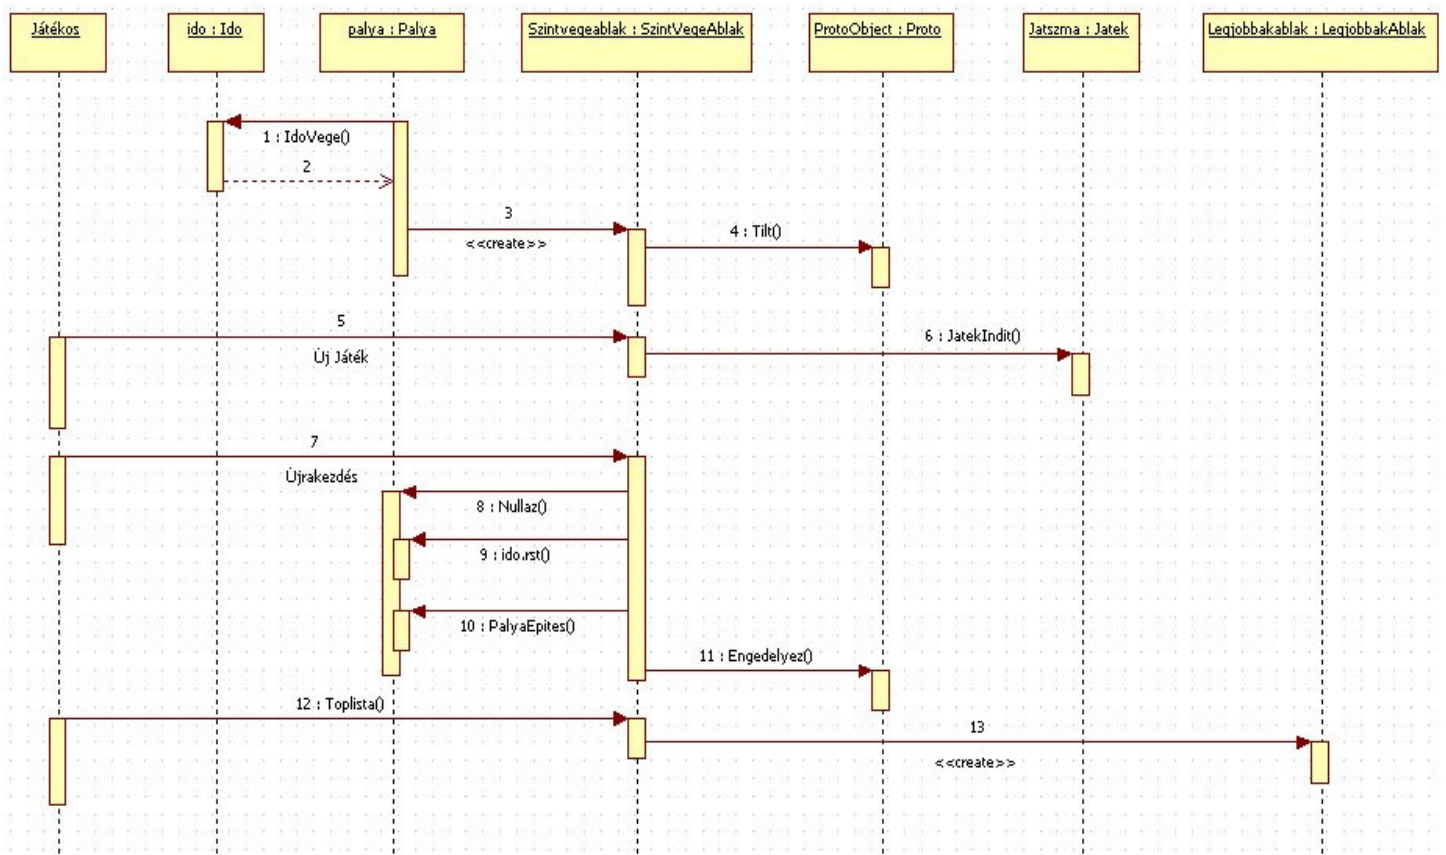 Játékos
ido : Ido
palya : Palya
Szintvegeablak : SzintVegeAblak
ProtoObject : Proto
Jatszma : Jatek
Legjobbakablak : LegjobbakAblak
1 : IdoVege()
2
3
<<create>>
4 : Tilt()
5
Új Játék
6 : JatekIndit()
7
Újrakezdés
8 : Nullaz()
9 : ido.rst()
10 : PalyaEpites()
11 : Engedelyez()
12 : Toplista()
13
<<create>>